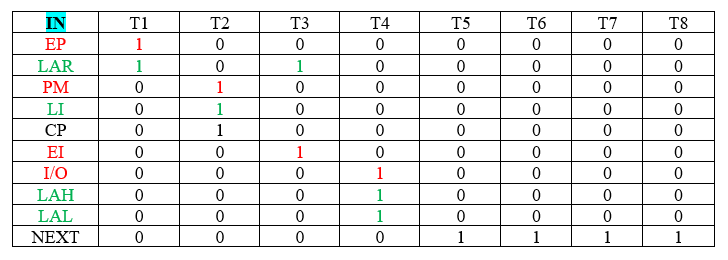 IN T1 T2 T3 T4 T5 T6 T7 T8
EP 1 0 0 0 0 0 0 0
LAR 1 0 1 0 0 0 0 0
PM 0 1 0 0 0 0 0 0
LI 0 1 0 0 0 0 0 0
CP 0 1 0 0 0 0 0 0
EI 0 0 1 0 0 0 0 0
I/O 0 0 0 1 0 0 0 0
LAH 0 0 0 1 0 0 0 0
LAL 0 0 0 1 0 0 0 0
NEXT 0 0 0 0 1 1 1 1